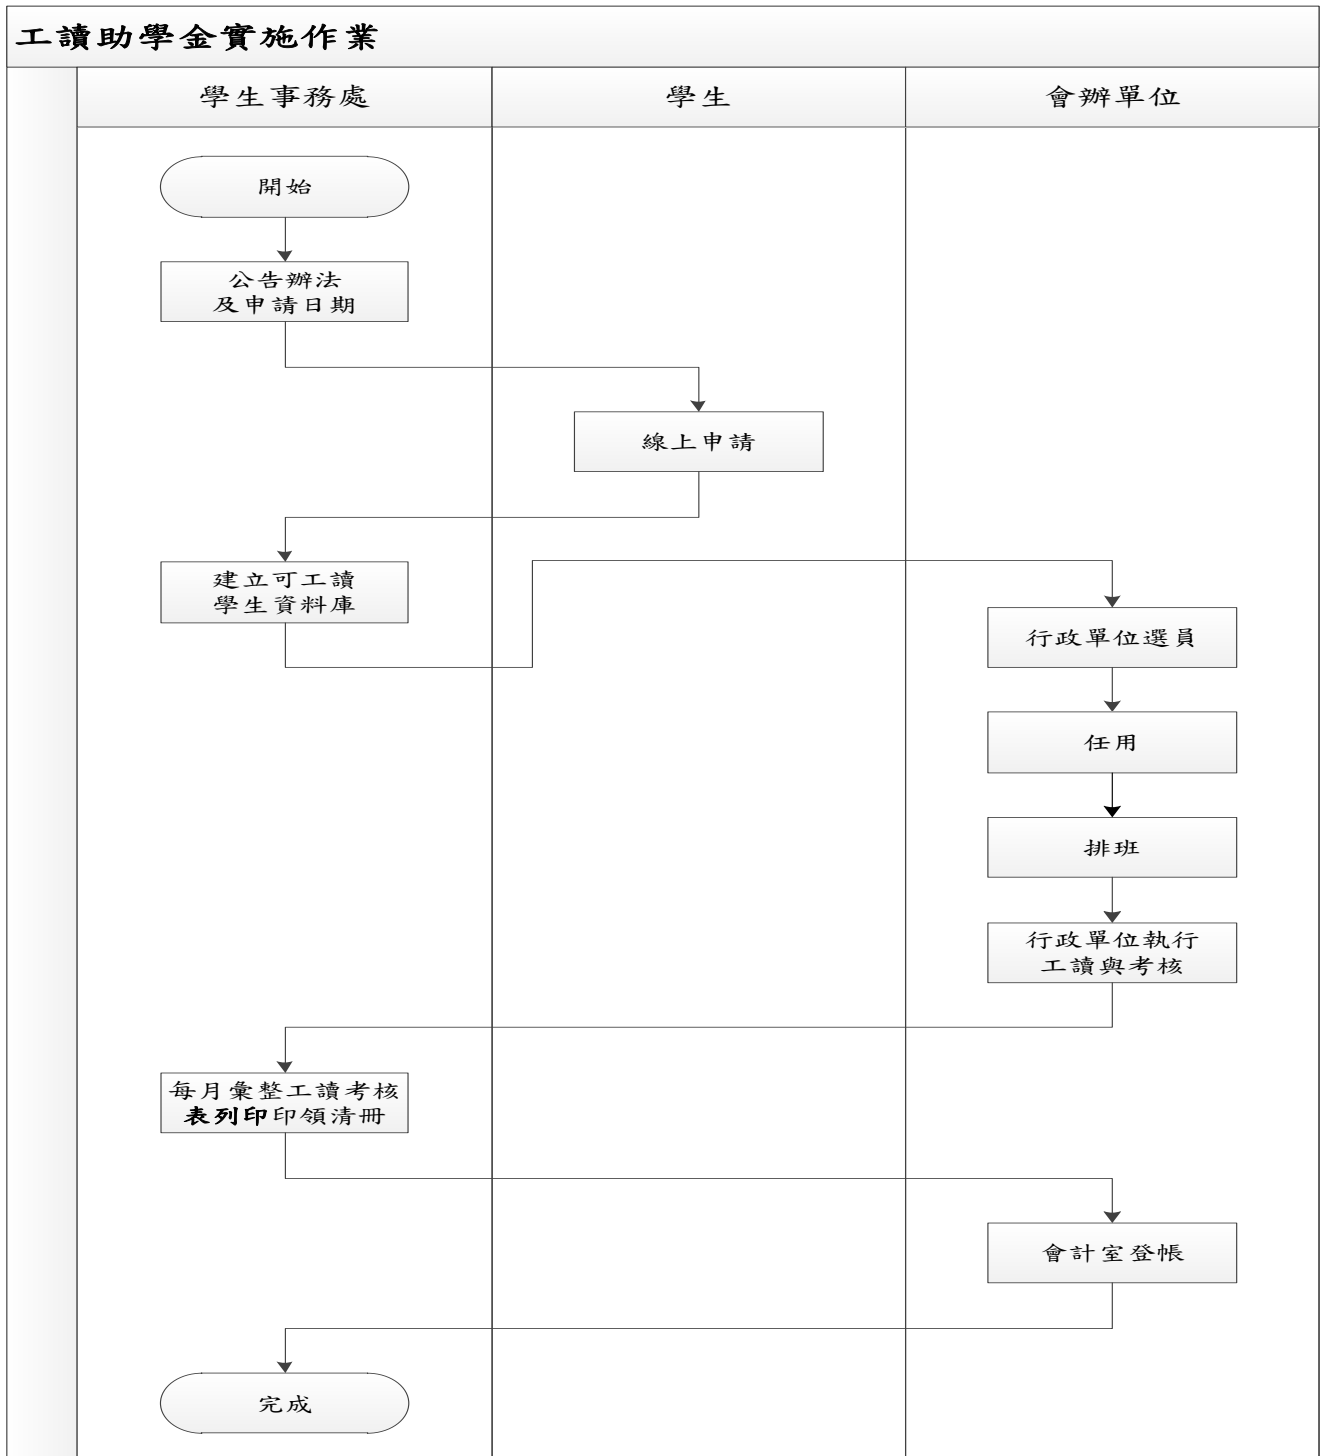 工讀助學金實施作業
學生事務處
學生
會辦單位
開始
公告辦法
及申請日期
線上申請
建立可工讀
學生資料庫
行政單位選員
任用
排班
行政單位執行
工讀與考核
每月彙整工讀考核
表列印印領清冊
會計室登帳
完成